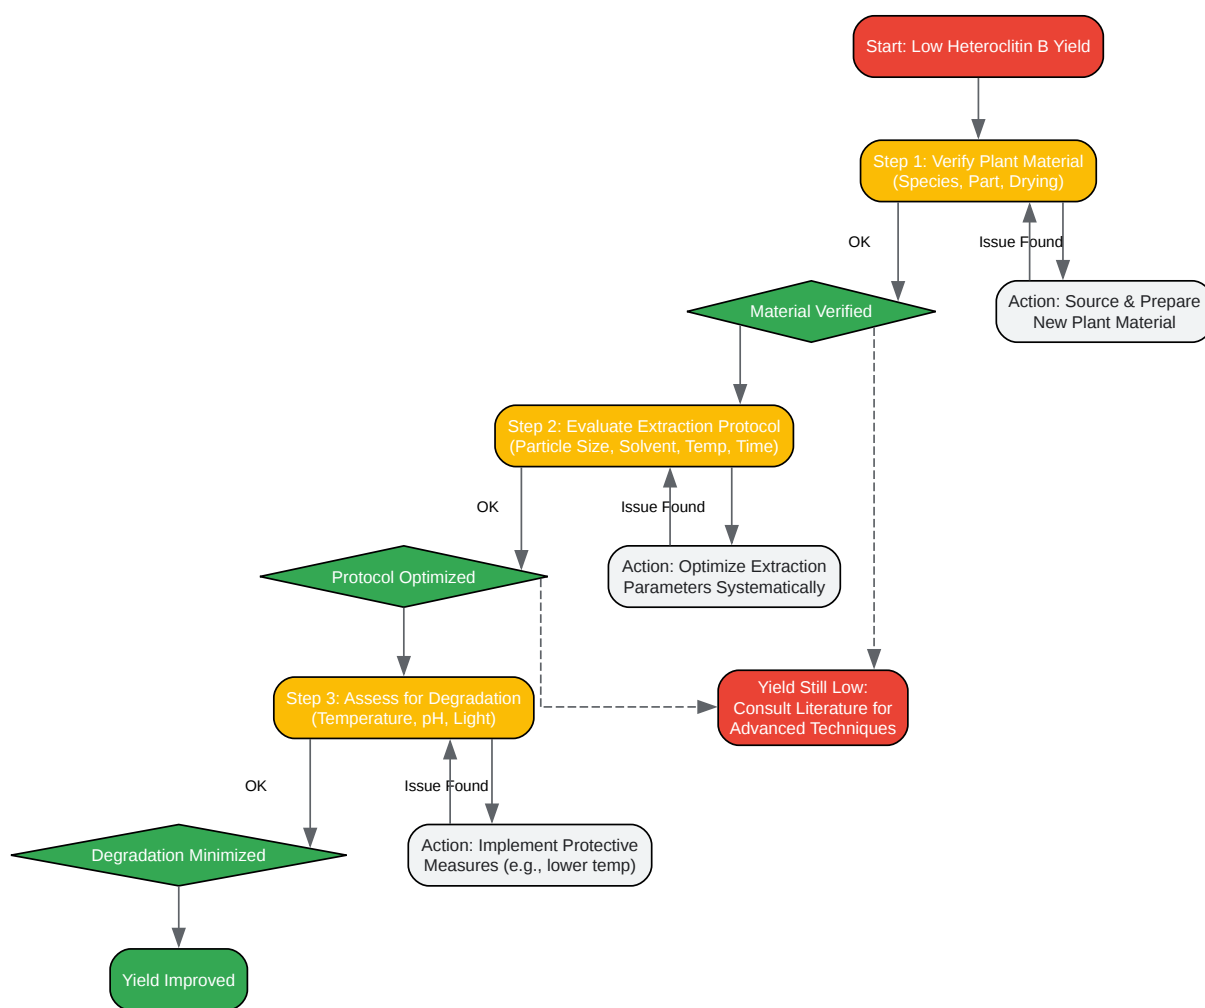 Start: Low Heteroclitin B Yield
Step 1: Verify Plant Material
(Species, Part, Drying)
OK
Issue Found
Action: Source & Prepare
New Plant Material
Material Verified
Step 2: Evaluate Extraction Protocol
(Particle Size, Solvent, Temp, Time)
OK
Issue Found
Action: Optimize Extraction
Parameters Systematically
Protocol Optimized
Step 3: Assess for Degradation
(Temperature, pH, Light)
Yield Still Low:
Consult Literature for
Advanced Techniques
OK
Issue Found
Action: Implement Protective
Measures (e.g., lower temp)
Degradation Minimized
Yield Improved